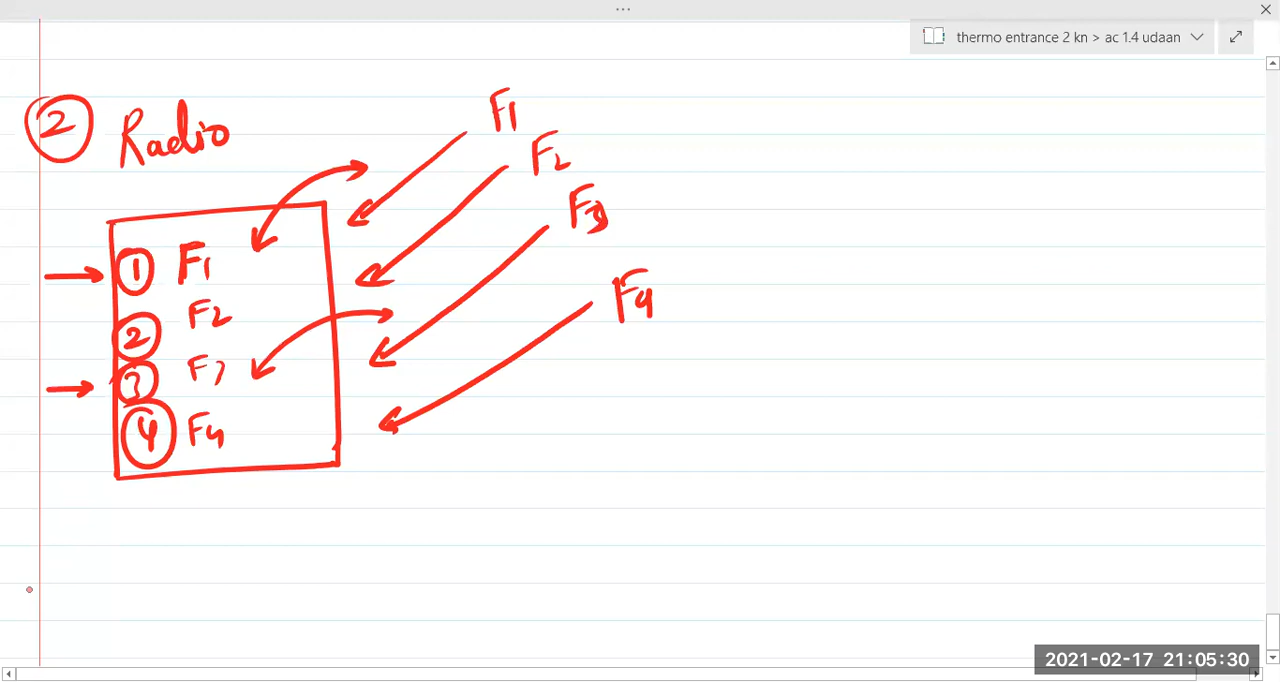 ...
thermo entrance 2 kn > ac 1.4 udaan
2 Radio
F1
F2
F3
F4
1 F1
2 F2
3 F3
4 F4
2021-02-17 21:05:30